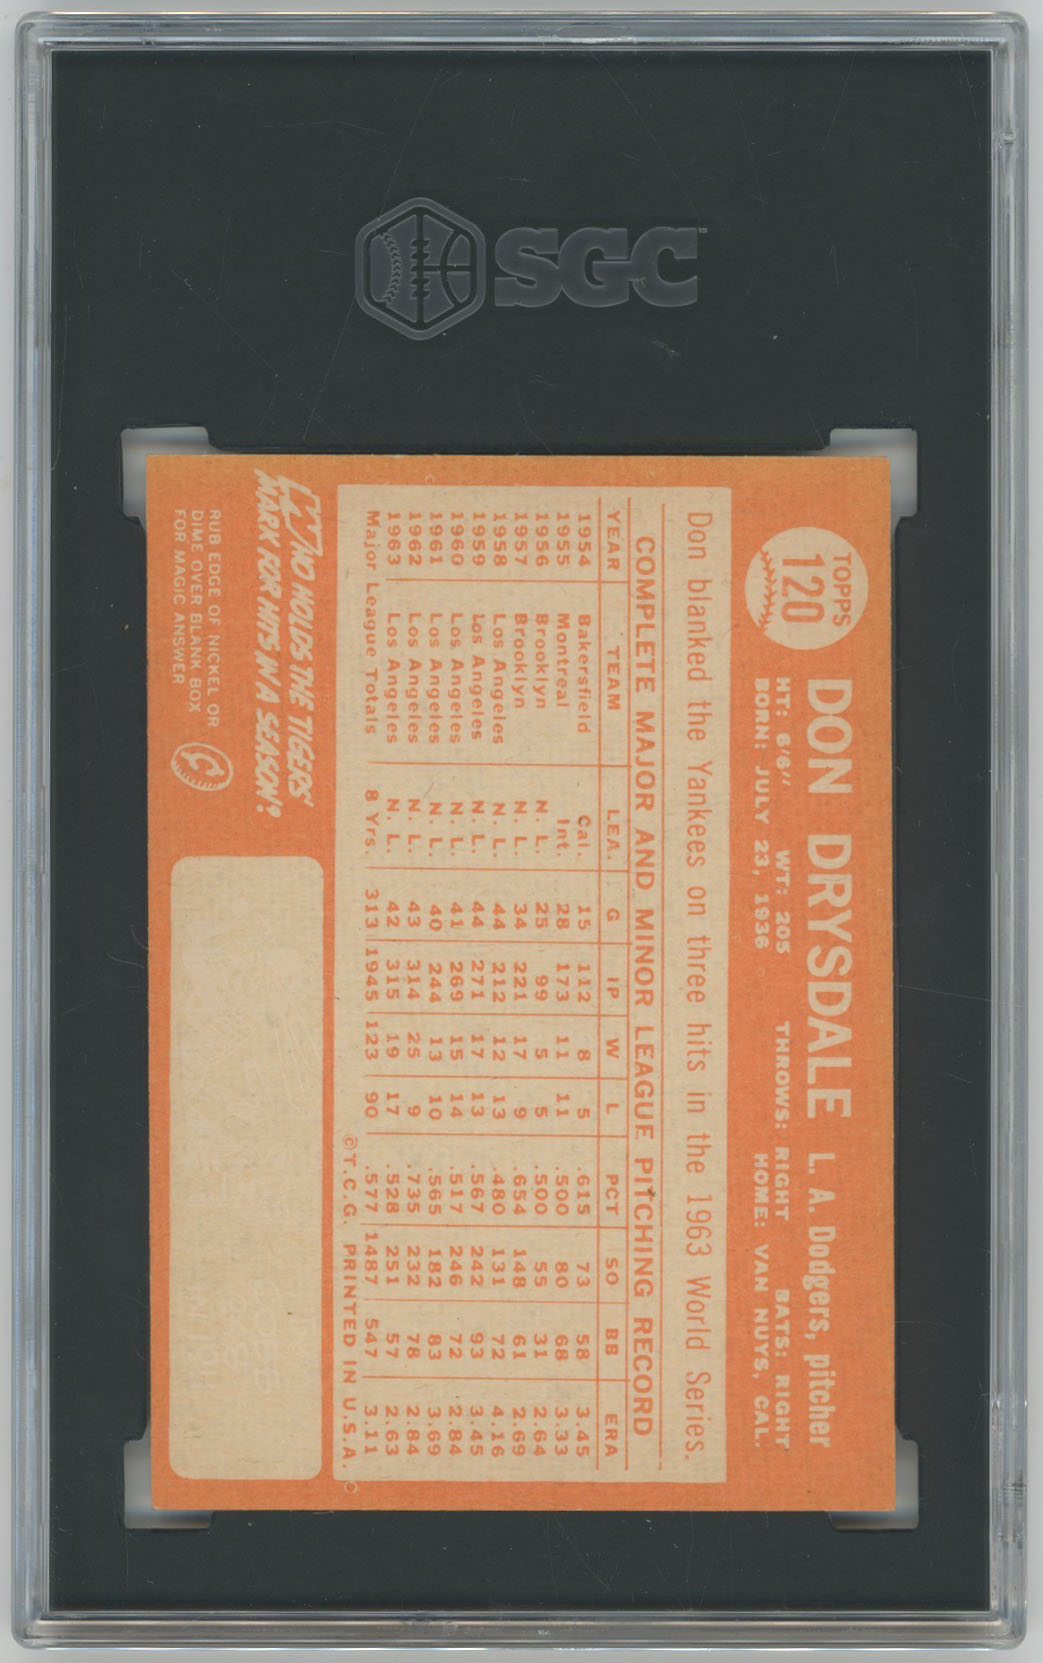 SGC
TOPPS
120
DON DRYSDALE L. A. Dodgers, pitcher
HT: 6'6" WT: 205 THROWS: RIGHT BATS: RIGHT
BORN: JULY 23, 1936 HOME: VAN NUYS, CAL.
Don blanked the Yankees on three hits in the 1963 World Series.
COMPLETE MAJOR AND MINOR LEAGUE PITCHING RECORD
YEAR TEAM LEA. G IP W L PCT SO BB ERA
1954 Bakersfield Cal. 15 112 8 5 .615 73 58 3.45
1955 Montreal Int. 28 173 11 11 .500 80 68 3.33
1956 Brooklyn N. L. 25 99 5 5 .500 55 31 2.64
1957 Brooklyn N. L. 34 221 17 9 .654 148 61 2.69
1958 Los Angeles N. L. 44 212 12 13 .480 131 72 4.16
1959 Los Angeles N. L. 44 271 17 13 .567 242 93 3.45
1960 Los Angeles N. L. 41 269 15 14 .517 246 72 2.84
1961 Los Angeles N. L. 40 244 13 10 .565 182 83 3.69
1962 Los Angeles N. L. 43 314 25 9 .735 232 78 2.84
1963 Los Angeles N. L. 42 315 19 17 .528 251 57 2.63
Major League Totals 8 Yrs. 313 1945 123 90 .577 1487 547 3.11
©T.C.G. PRINTED IN U.S.A.
WHO HOLDS THE TIGERS'
MARK FOR HITS IN A SEASON?
RUB EDGE OF NICKEL OR
DIME OVER BLANK BOX
FOR MAGIC ANSWER